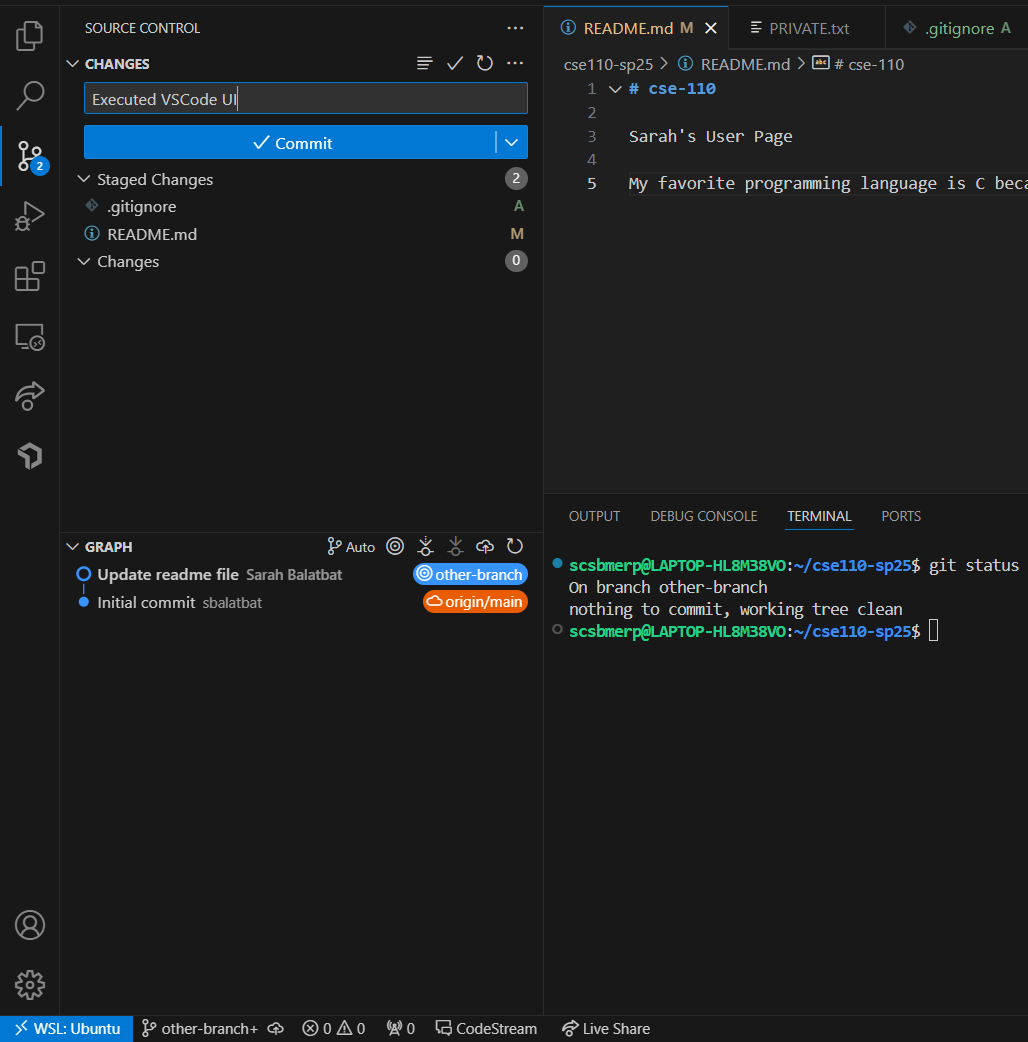 SOURCE CONTROL
CHANGES
Executed VSCode UI
Commit
Staged Changes 2
.gitignore A
README.md M
Changes 0
GRAPH Auto
Update readme file Sarah Balatbat other-branch
Initial commit sbalatbat origin/main
2
README.md M PRIVATE.txt .gitignore A
cse110-sp25 > README.md > # cse-110
1 # cse-110
2
3 Sarah's User Page
4
5 My favorite programming language is C beca
OUTPUT DEBUG CONSOLE TERMINAL PORTS
scsbmerp@LAPTOP-HL8M38VO:~/cse110-sp25$ git status
On branch other-branch
nothing to commit, working tree clean
scsbmerp@LAPTOP-HL8M38VO:~/cse110-sp25$
WSL: Ubuntu other-branch+ 0 0 0 CodeStream Live Share